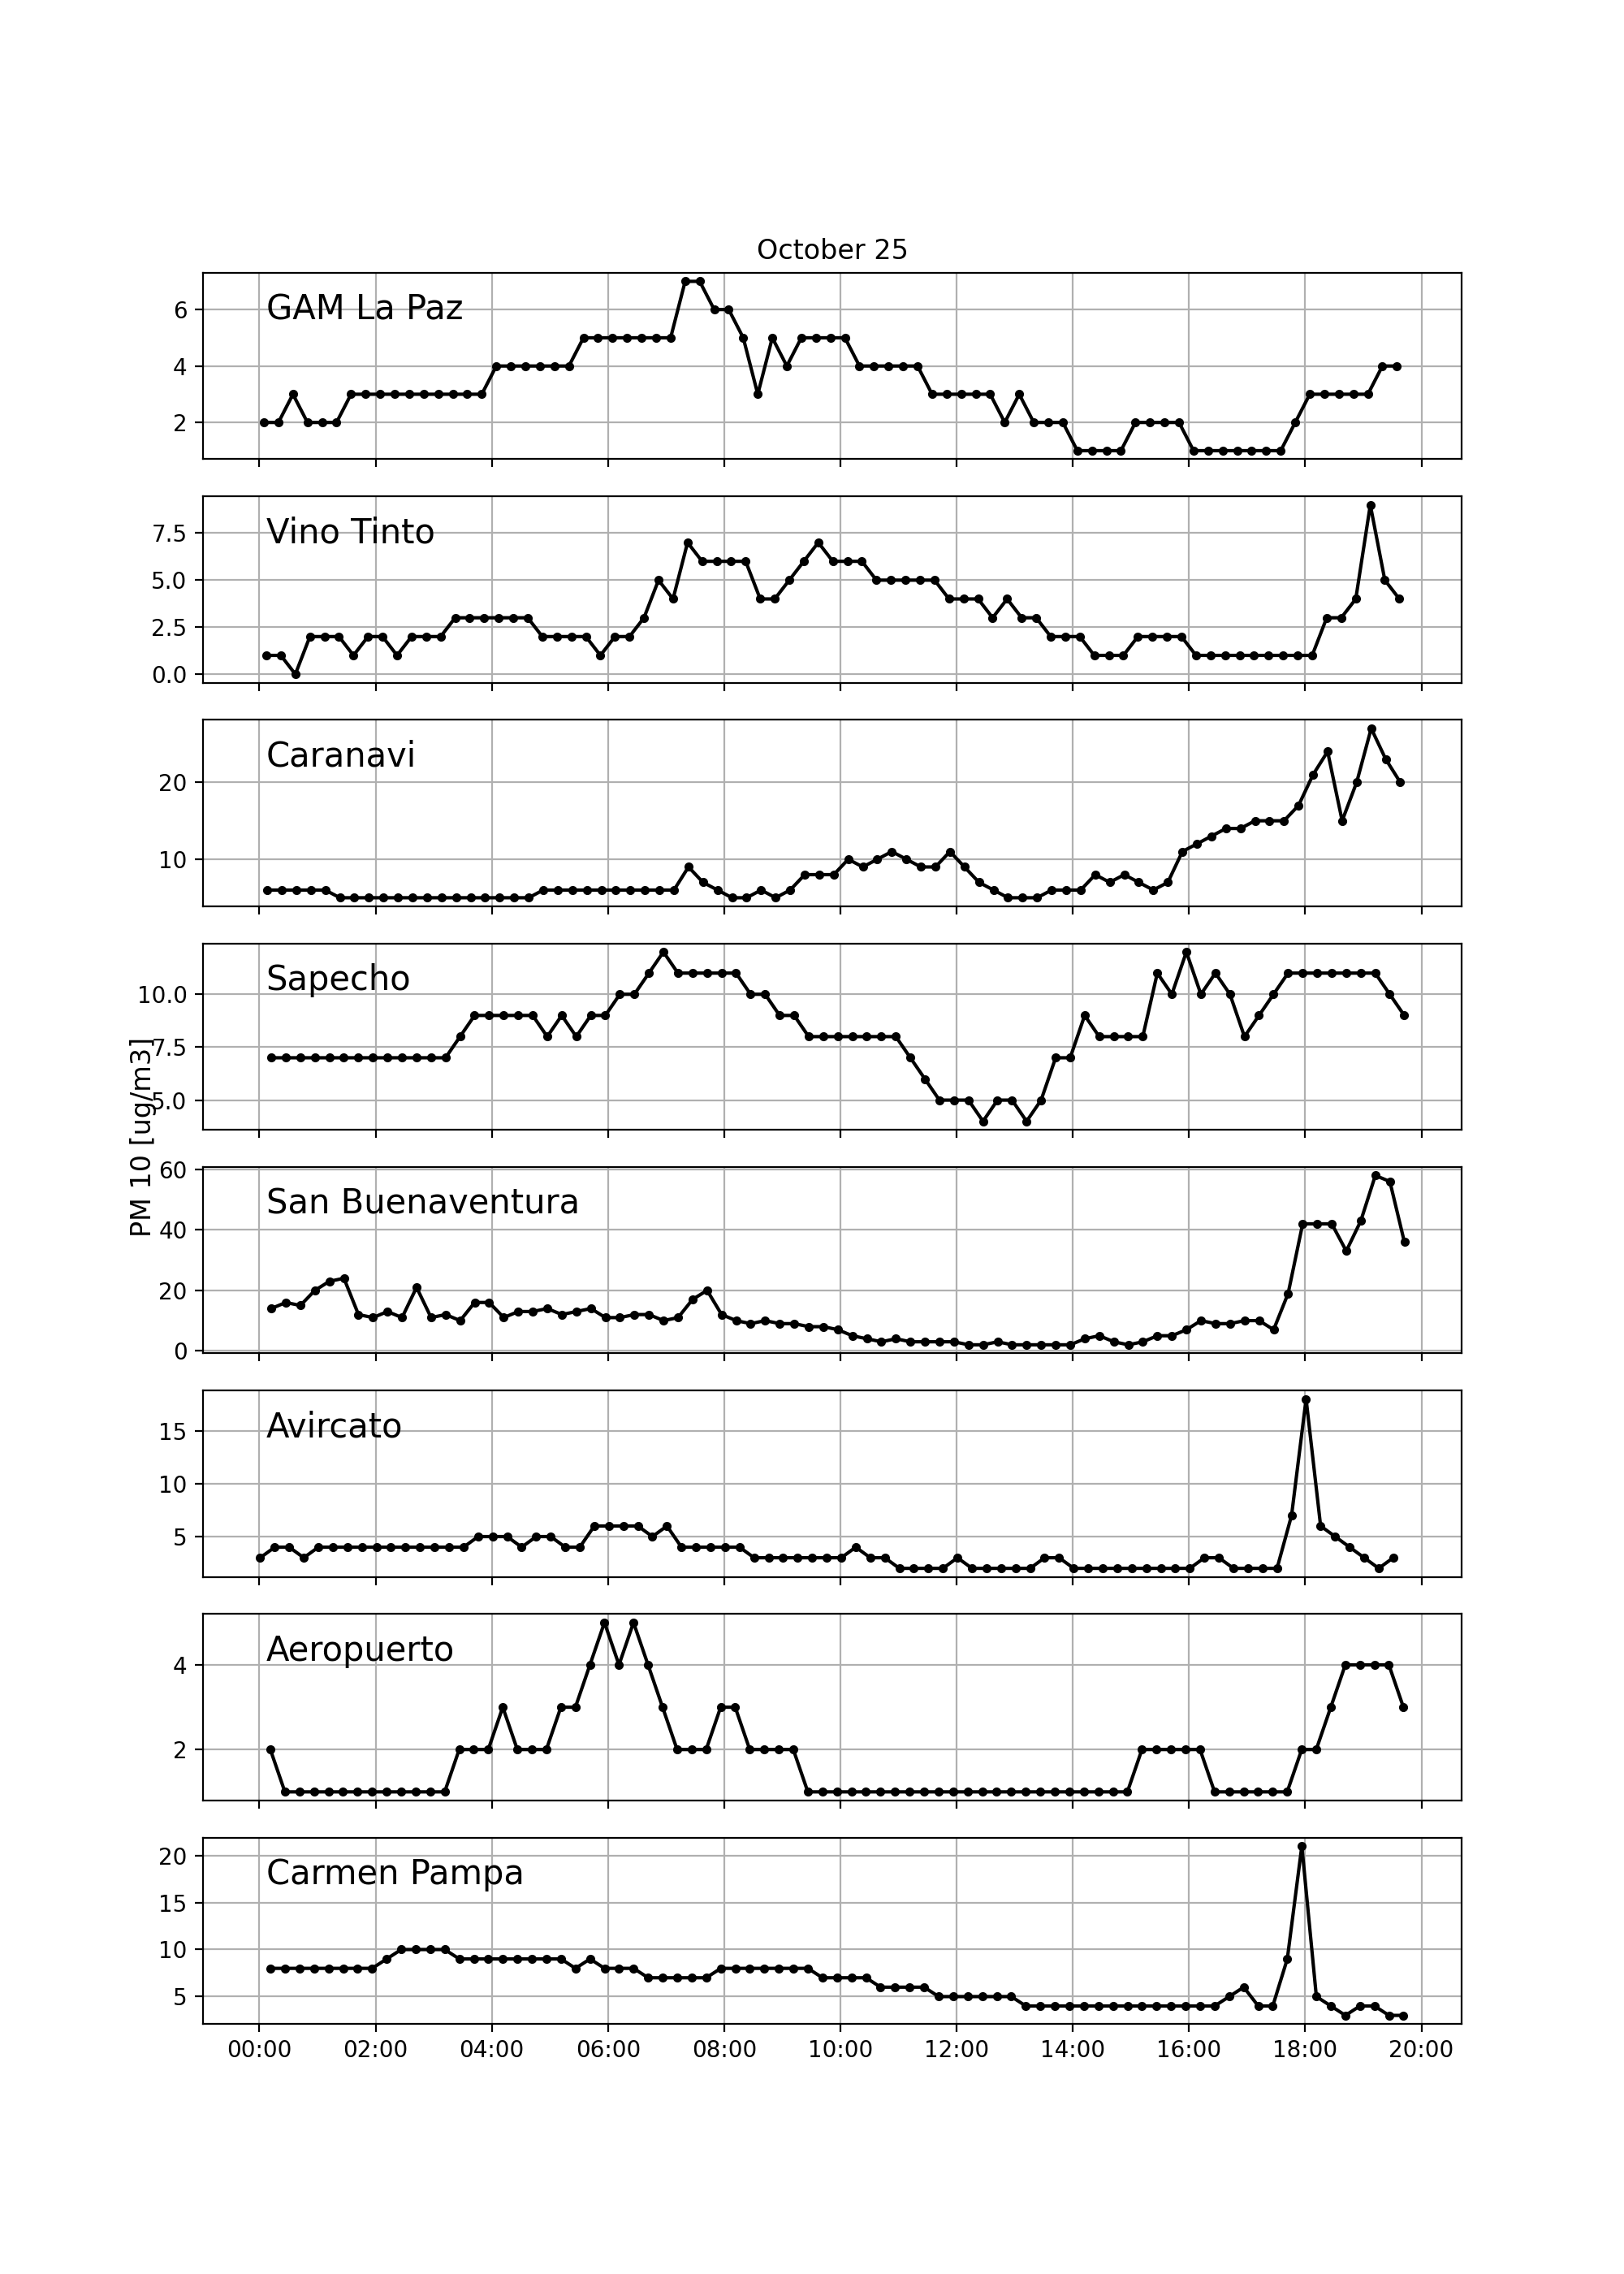 October 25
GAM La Paz
6
4
2
Vino Tinto
7.5
5.0
2.5
0.0
Caranavi
20
10
Sapecho
10.0
7.5
5.0
PM 10 [ug/m3]
San Buenaventura
60
40
20
0
Avircato
15
10
5
Aeropuerto
4
2
Carmen Pampa
20
15
10
5
00:00 02:00 04:00 06:00 08:00 10:00 12:00 14:00 16:00 18:00 20:00